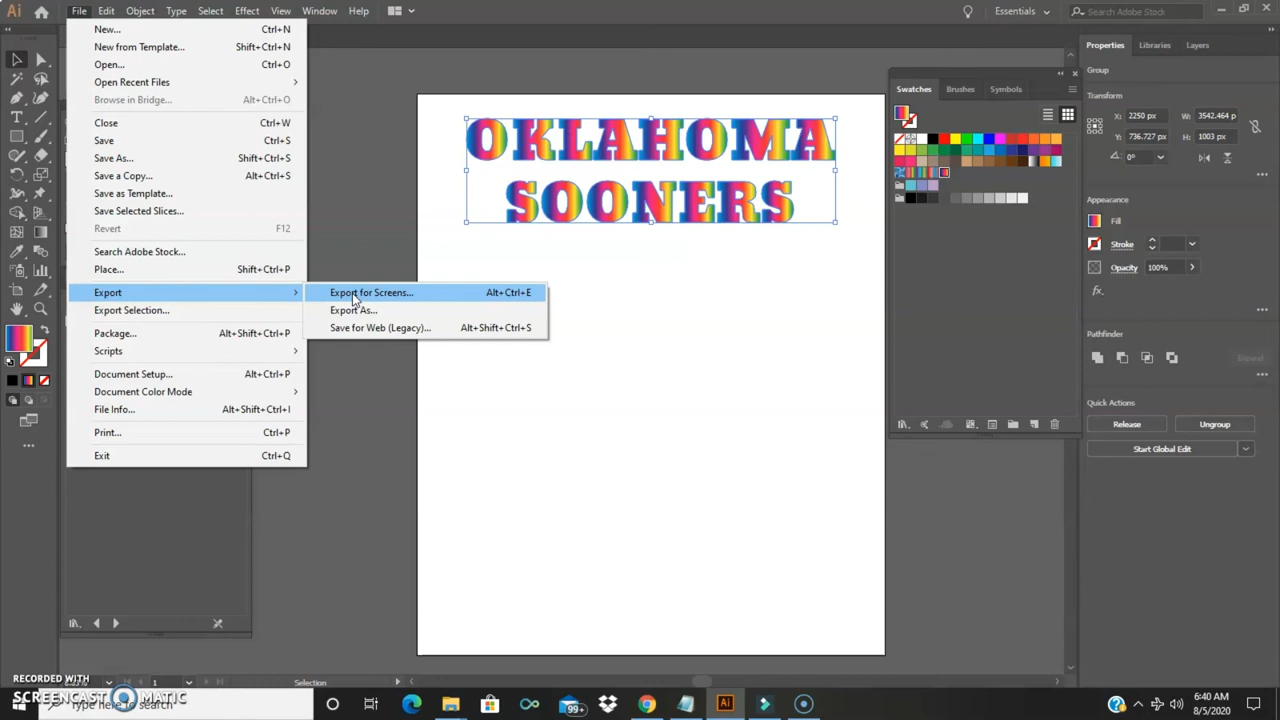 Ai File Edit Object Type Select Effect View Window Help Essentials Search Adobe Stock
New... Ctrl+N
New from Template... Shift+Ctrl+N
Open... Ctrl+O
Open Recent Files
Browse in Bridge... Alt+Ctrl+O
Close Ctrl+W
Save Ctrl+S
Save As... Shift+Ctrl+S
Save a Copy... Alt+Ctrl+S
Save as Template...
Save Selected Slices...
Revert F12
Search Adobe Stock...
Place... Shift+Ctrl+P
Export
Export Selection...
Package... Alt+Shift+Ctrl+P
Scripts
Document Setup... Alt+Ctrl+P
Document Color Mode
File Info... Alt+Shift+Ctrl+I
Print... Ctrl+P
Exit Ctrl+Q
Export for Screens... Alt+Ctrl+E
Export As...
Save for Web (Legacy)... Alt+Shift+Ctrl+S
OKLAHOMA
SOONERS
Swatches Brushes Symbols
Properties Libraries Layers
Group
Transform
X: 2250 px W: 3542.464 p
Y: 736.727 px H: 1003 px
0°
Appearance
Fill
Stroke
Opacity 100%
fx.
Pathfinder
Expand
Quick Actions
Release Ungroup
Start Global Edit
1 Selection
RECORDED WITH
SCREENCAST MATIC
Type here to search
99+
Ai
6:40 AM
8/5/2020